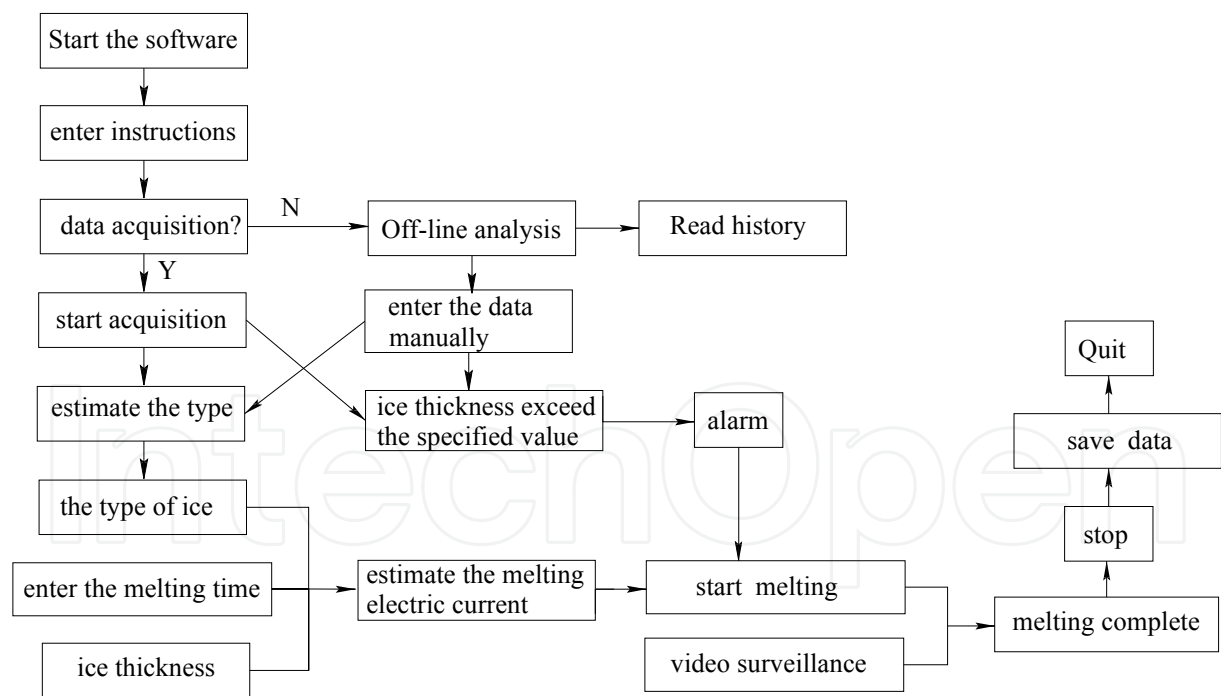 Start the software
enter instructions
data acquisition?
N
Off-line analysis
Read history
Y
start acquisition
enter the data
manually
Quit
estimate the type
ice thickness exceed
the specified value
alarm
save data
the type of ice
stop
enter the melting time
estimate the melting
electric current
start melting
melting complete
ice thickness
video surveillance
IntechOpen